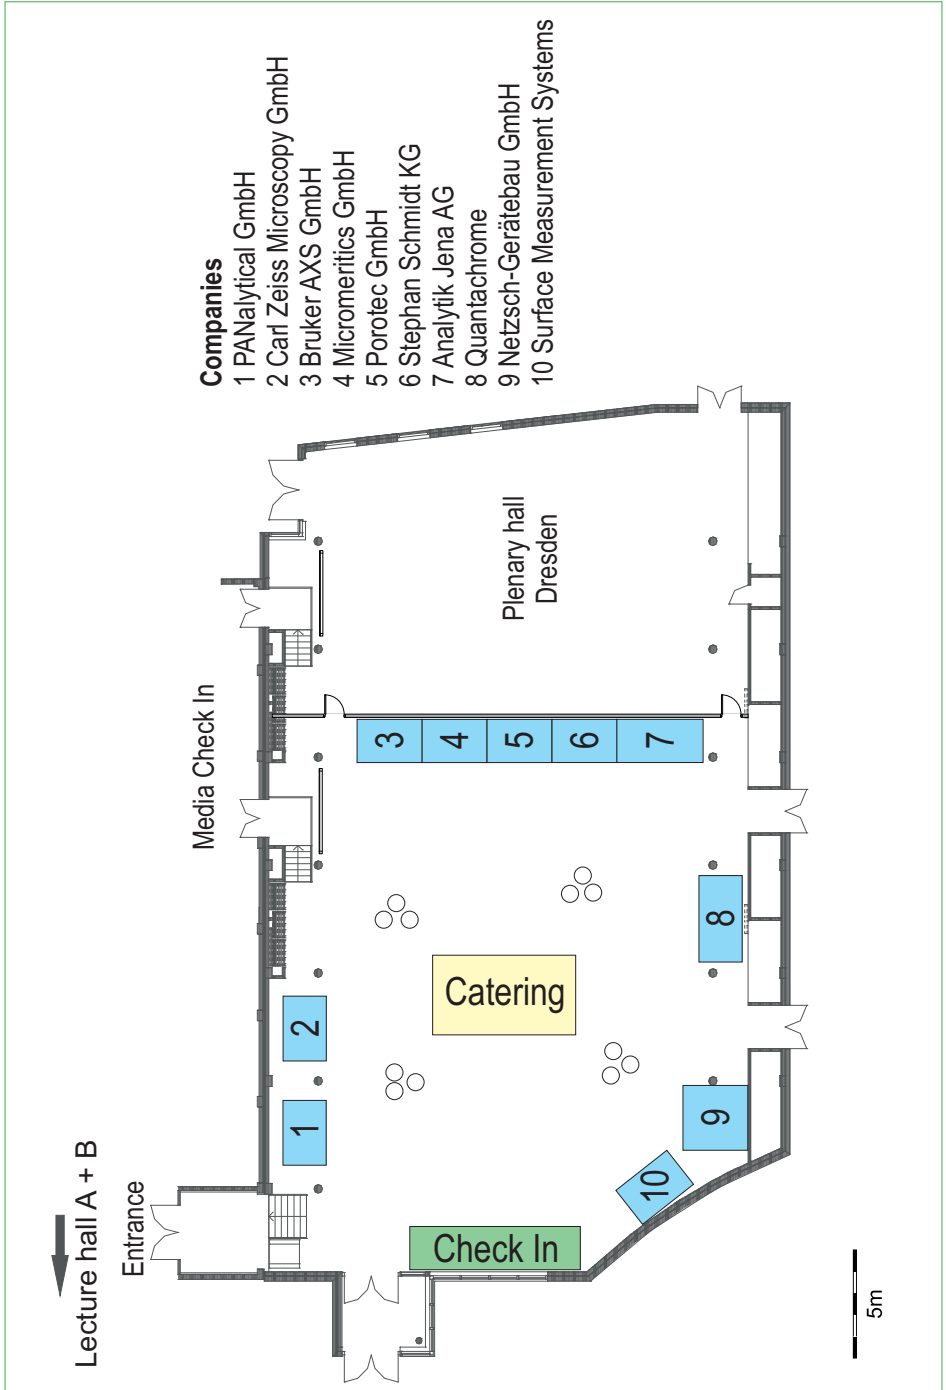 Companies
1 PANalytical GmbH
2 Carl Zeiss Microscopy GmbH
3 Bruker AXS GmbH
4 Micromeritics GmbH
5 Porotec GmbH
6 Stephan Schmidt KG
7 Analytik Jena AG
8 Quantachrome
9 Netzsch-Gerätebau GmbH
10 Surface Measurement Systems
Lecture hall A + B
Entrance
Media Check In
Plenary hall
Dresden
1
2
3
4
5
6
7
Catering
8
9
10
Check In
5m